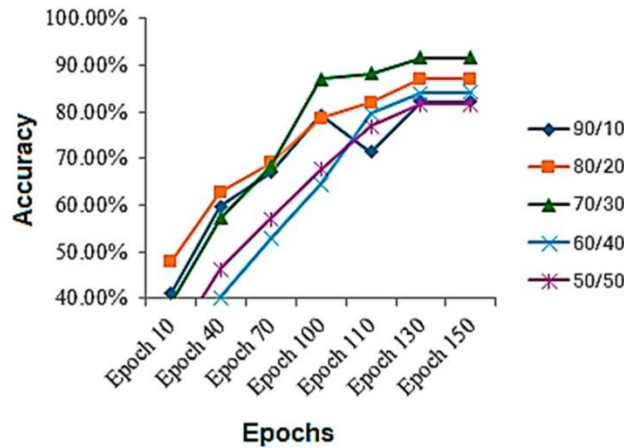 100.00%
90.00%
80.00%
70.00%
60.00%
50.00%
40.00%
Accuracy
Epoch 10
Epoch 40
Epoch 70
Epoch 100
Epoch 110
Epoch 130
Epoch 150
Epochs
90/10
80/20
70/30
60/40
50/50